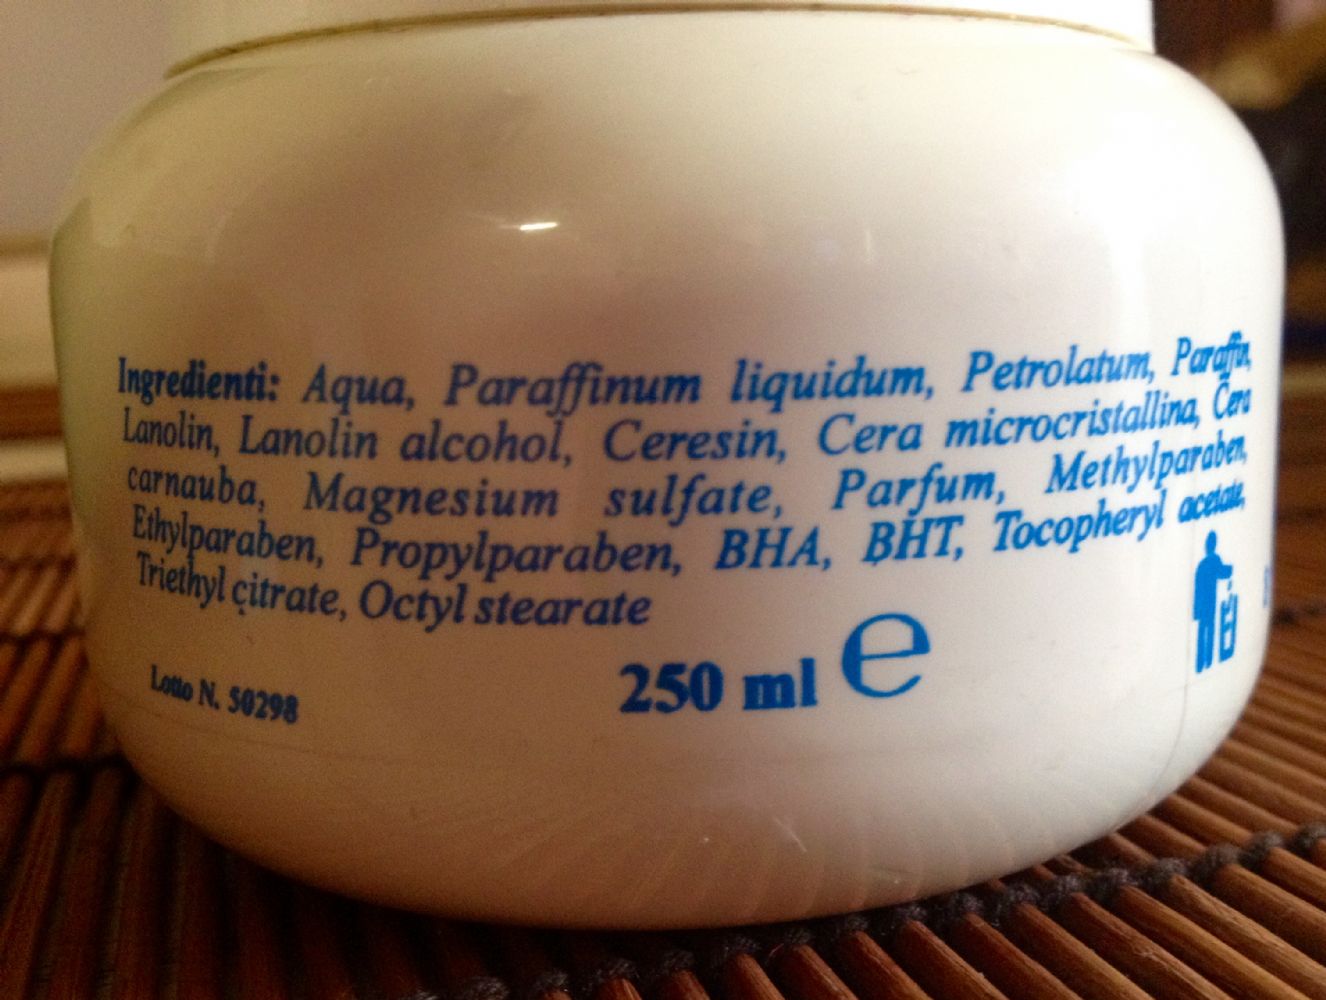 Ingredienti: Aqua, Paraffinum liquidum, Petrolatum, Paraffin,
Lanolin, Lanolin alcohol, Ceresin, Cera microcristallina, Cera
carnauba, Magnesium sulfate, Parfum, Methylparaben,
Ethylparaben, Propylparaben, BHA, BHT, Tocopheryl acetate,
Triethyl citrate, Octyl stearate
250 ml e
Lotto N. 50298